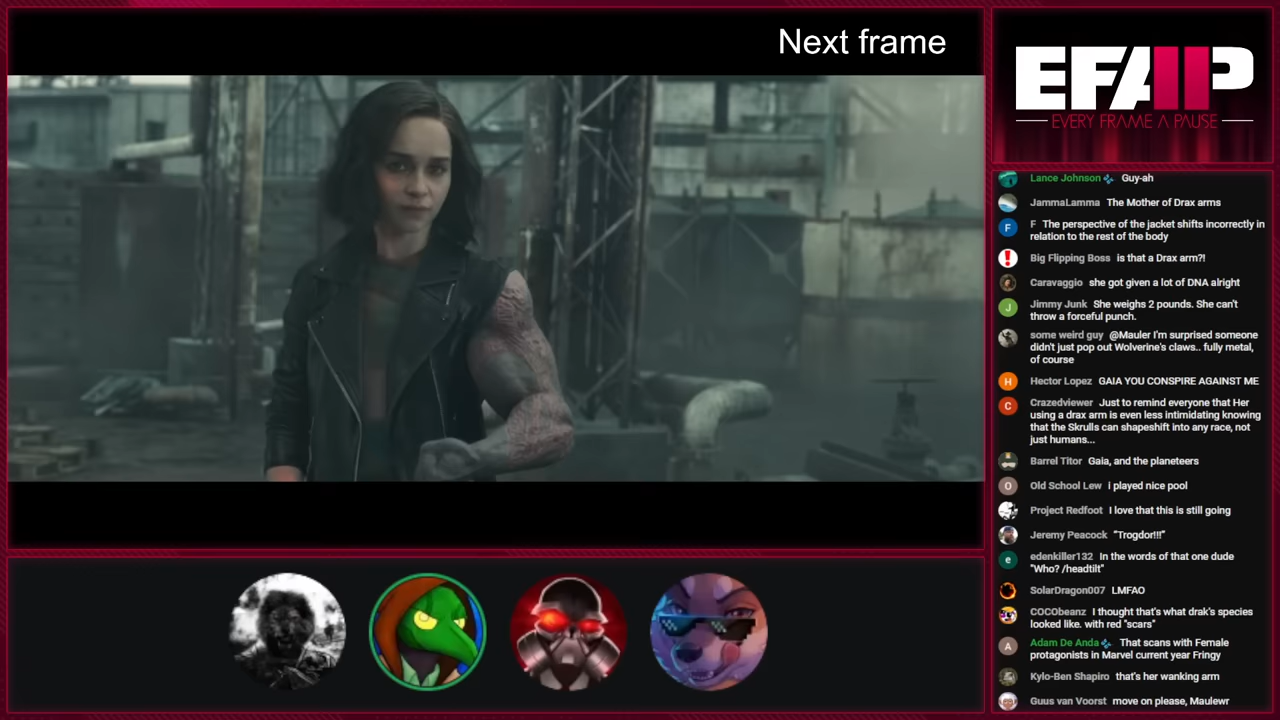 Next frame
EFAP
EVERY FRAME A PAUSE
Lance Johnson Guy-ah
JammaLamma The Mother of Drax arms
F F The perspective of the jacket shifts incorrectly in
relation to the rest of the body
Big Flipping Boss is that a Drax arm?!
Caravaggio she got given a lot of DNA alright
J Jimmy Junk She weighs 2 pounds. She can't
throw a forceful punch.
some weird guy @Mauler I'm surprised someone
didn't just pop out Wolverine's claws.. fully metal,
of course
H Hector Lopez GAIA YOU CONSPIRE AGAINST ME
C Crazedviewer Just to remind everyone that Her
using a drax arm is even less intimidating knowing
that the Skrulls can shapeshift into any race, not
just humans...
Barrel Titor Gaia, and the planeteers
O Old School Lew i played nice pool
Project Redfoot I love that this is still going
Jeremy Peacock "Trogdor!!!"
e edenkiller132 In the words of that one dude
"Who? /headtilt"
SolarDragon007 LMFAO
COCObeanz I thought that's what drak's species
looked like. with red "scars"
A Adam De Anda That scans with Female
protagonists in Marvel current year Fringy
Kylo-Ben Shapiro that's her wanking arm
Guus van Voorst move on please, Maulewr